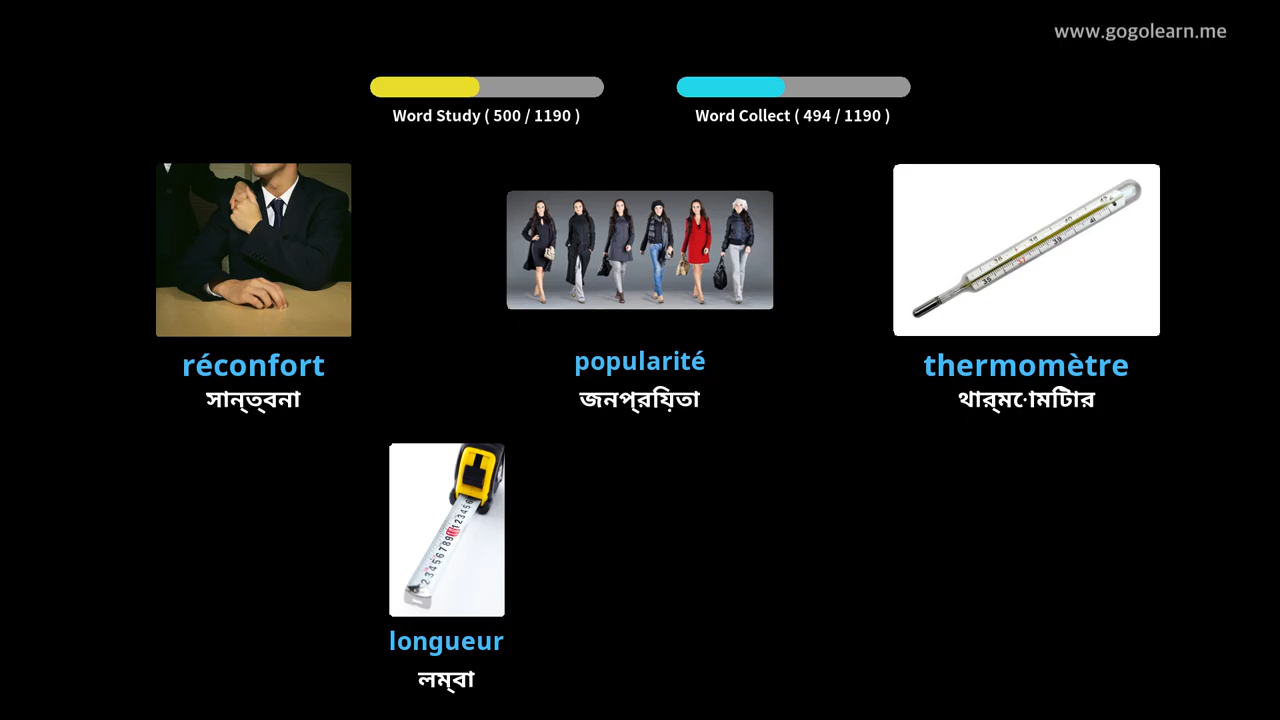 www.gogolearn.me
Word Study ( 500 / 1190 )
Word Collect ( 494 / 1190 )
réconfort
সান্ত্বনা
popularité
জনপ্রিয়তা
thermomètre
থার্মোমিটার
longueur
লম্বা